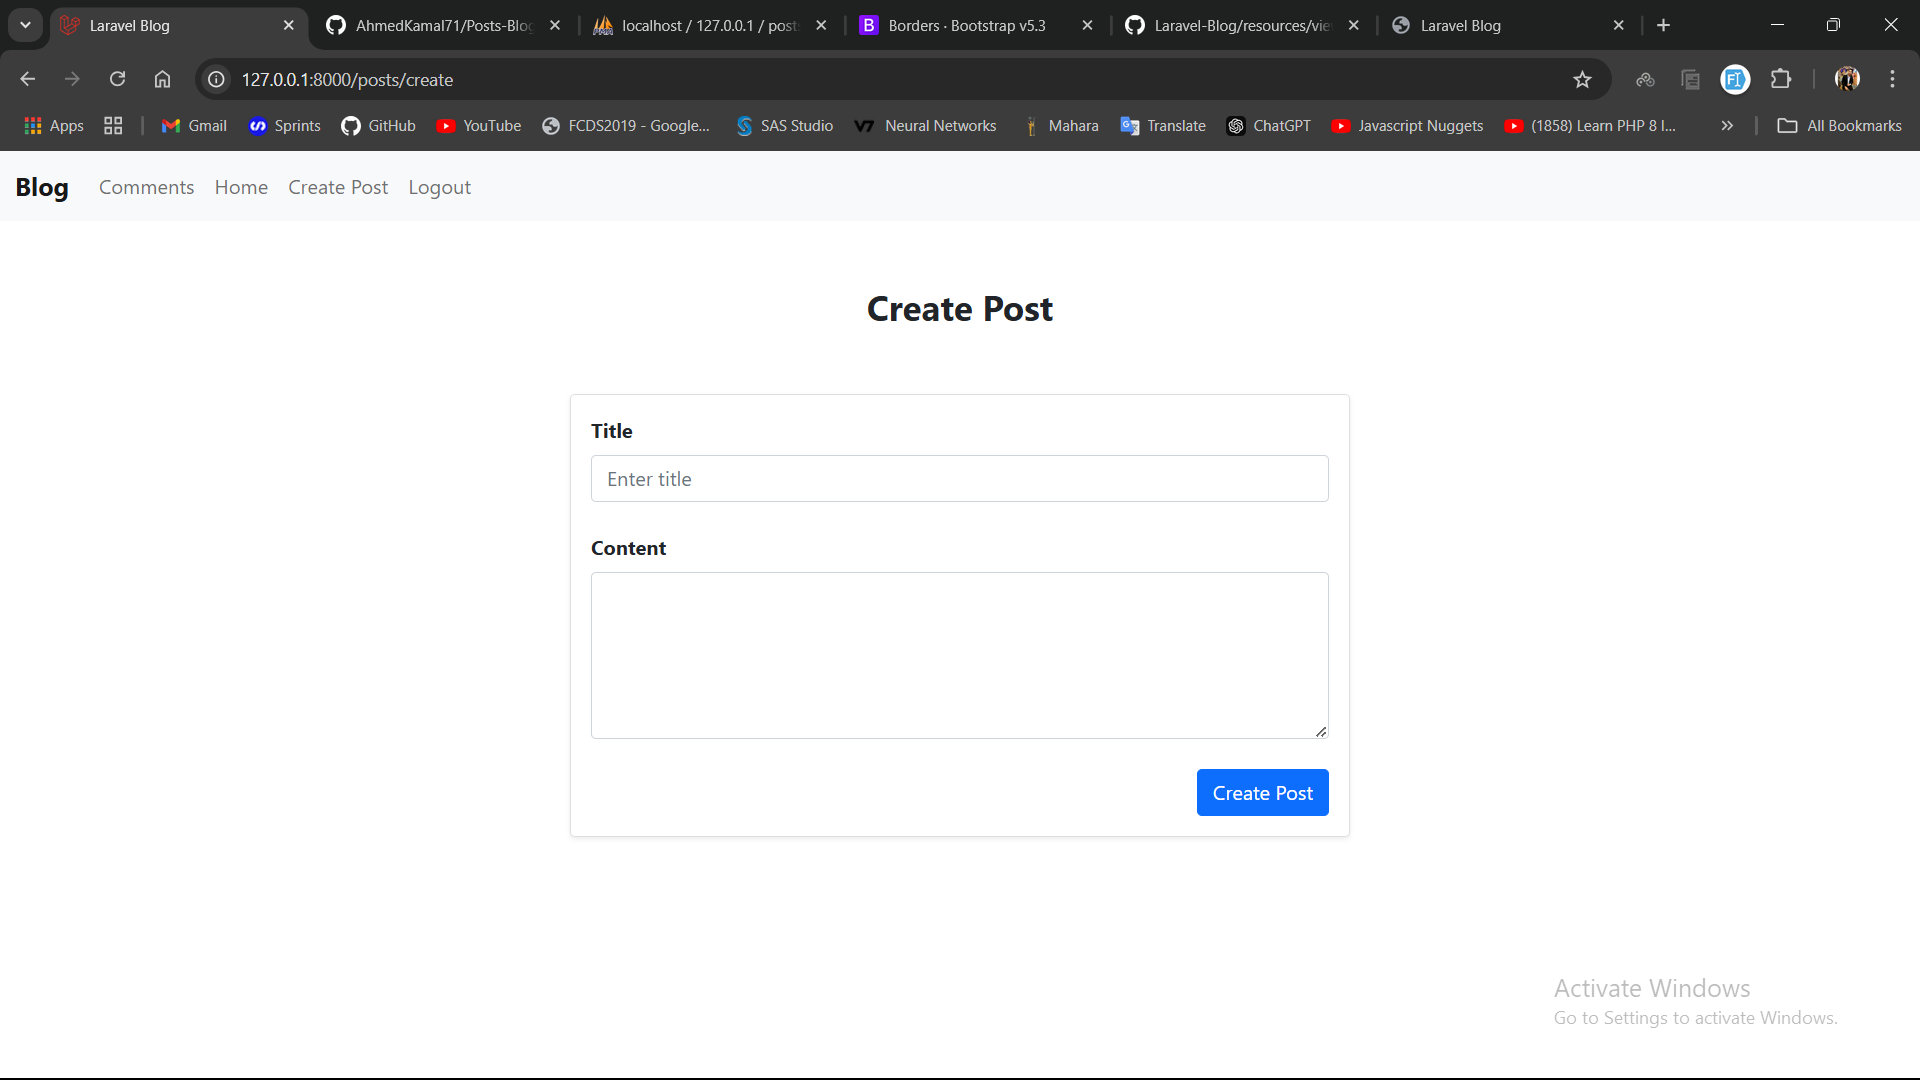 Laravel Blog
AhmedKamal71/Posts-Blog
localhost / 127.0.0.1 / posts
Borders · Bootstrap v5.3
Laravel-Blog/resources/vie
Laravel Blog
127.0.0.1:8000/posts/create
Apps
Gmail
Sprints
GitHub
YouTube
FCDS2019 - Google...
SAS Studio
Neural Networks
Mahara
Translate
ChatGPT
Javascript Nuggets
(1858) Learn PHP 8 I...
All Bookmarks
Blog Comments Home Create Post Logout
Create Post
Title
Enter title
Content
Create Post
Activate Windows
Go to Settings to activate Windows.